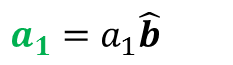 𝒂₁ = a₁𝒃̂